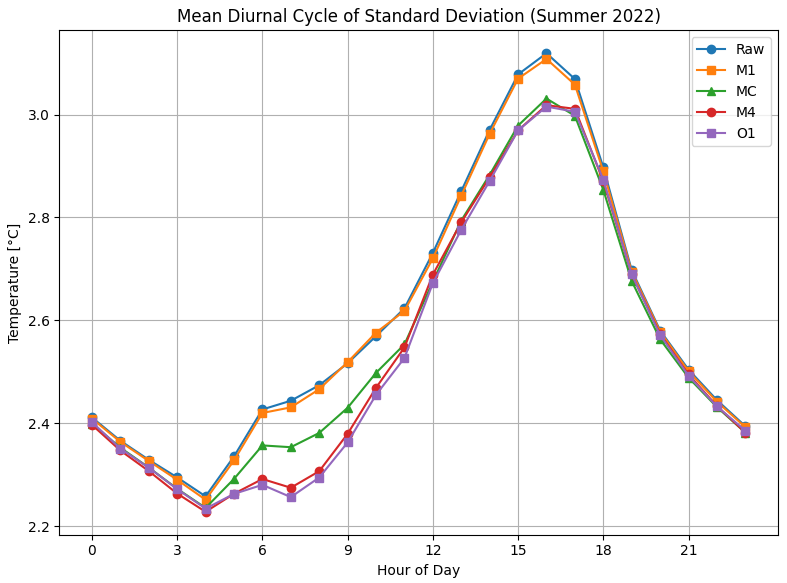 Mean Diurnal Cycle of Standard Deviation (Summer 2022)
Temperature [°C]
3.0
2.8
2.6
2.4
2.2
0 3 6 9 12 15 18 21
Hour of Day
Raw
M1
MC
M4
O1